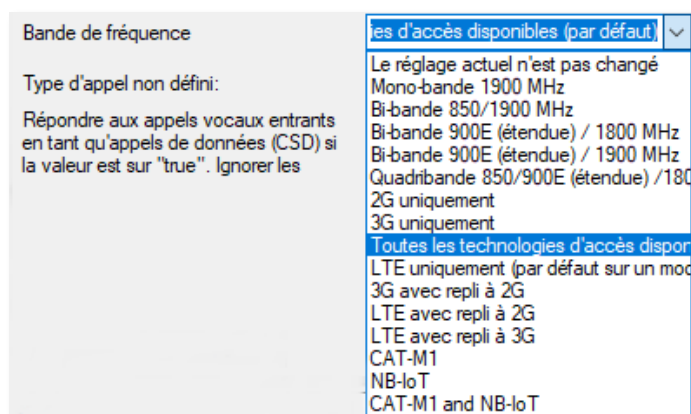 Bande de fréquence
ies d'accès disponibles (par défaut)
Type d'appel non défini:
Répondre aux appels vocaux entrants
en tant qu'appels de données (CSD) si
la valeur est sur "true". Ignorer les
Le réglage actuel n'est pas changé
Mono-bande 1900 MHz
Bi-bande 850/1900 MHz
Bi-bande 900E (étendue) / 1800 MHz
Bi-bande 900E (étendue) / 1900 MHz
Quadribande 850/900E (étendue) /180
2G uniquement
3G uniquement
Toutes les technologies d'accès dispon
LTE uniquement (par défaut sur un mod
3G avec repli à 2G
LTE avec repli à 2G
LTE avec repli à 3G
CAT-M1
NB-IoT
CAT-M1 and NB-IoT